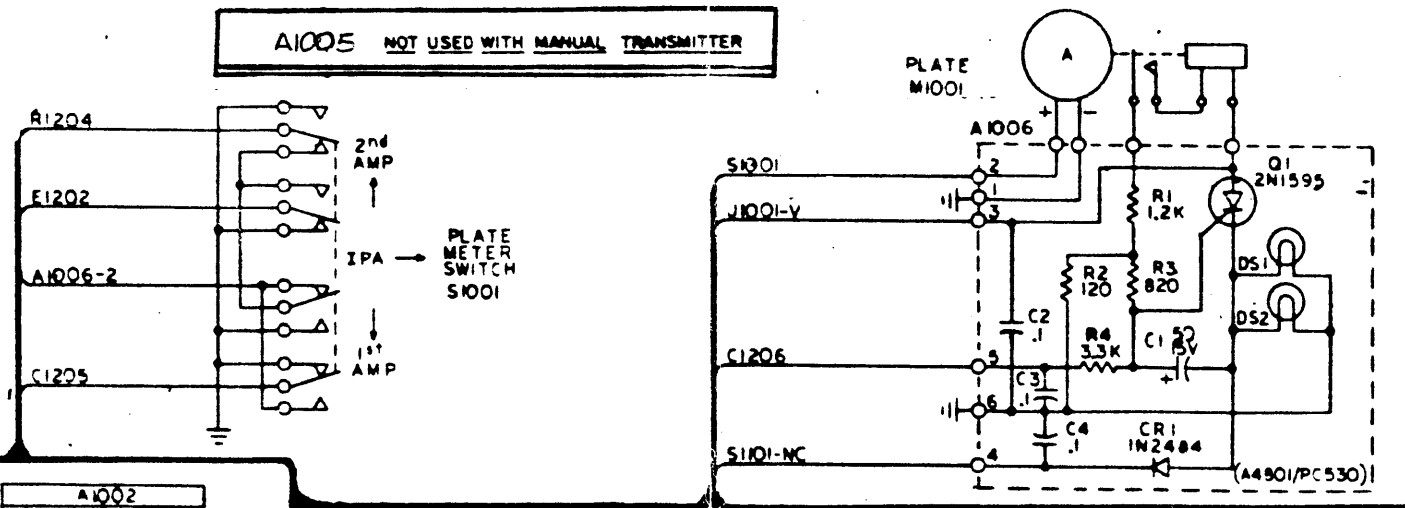 A1005 NOT USED WITH MANUAL TRANSMITTER
R1204
E1202
A1006-2
C1205
2nd
AMP
IPA
1st
AMP
PLATE
METER
SWITCH
S1001
A1002
PLATE
M1001
A
+
−
A1006
S1001
J1001-V
C1206
S1101-NC
2
1
3
5
6
4
Q1
2N1595
R1
1.2K
R2
120
R3
820
R4
3.3K
C1 50
15V
+
C2
.1
C3
.1
C4
.1
CR1
1N2484
DS1
DS2
(A4901/PC530)